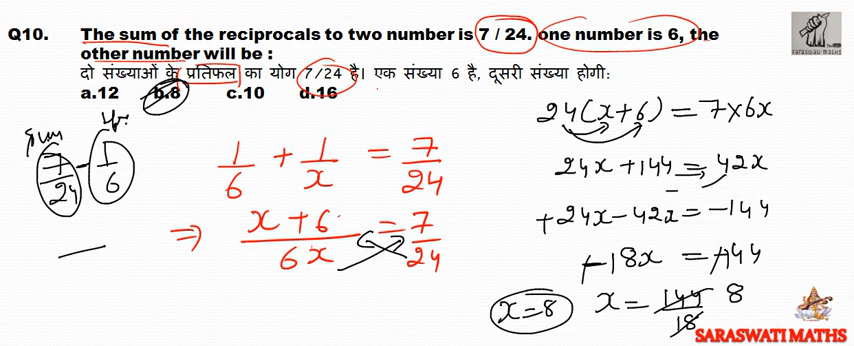 Q10. The sum of the reciprocals to two number is 7 / 24. one number is 6, the
other number will be :
दो संख्याओं के प्रतिफल का योग 7/24 है। एक संख्या 6 है, दूसरी संख्या होगी:
a.12 b.8 c.10 d.16
sum
7/24 - 1/6
1/6 + 1/x = 7/24
⇒ x + 6 / 6x = 7/24
24(x+6) = 7×6x
24x + 144 = 42x
+24x - 42x = -144
-18x = -144
x = 144/18 8
x = 8
SARASWATI MATHS